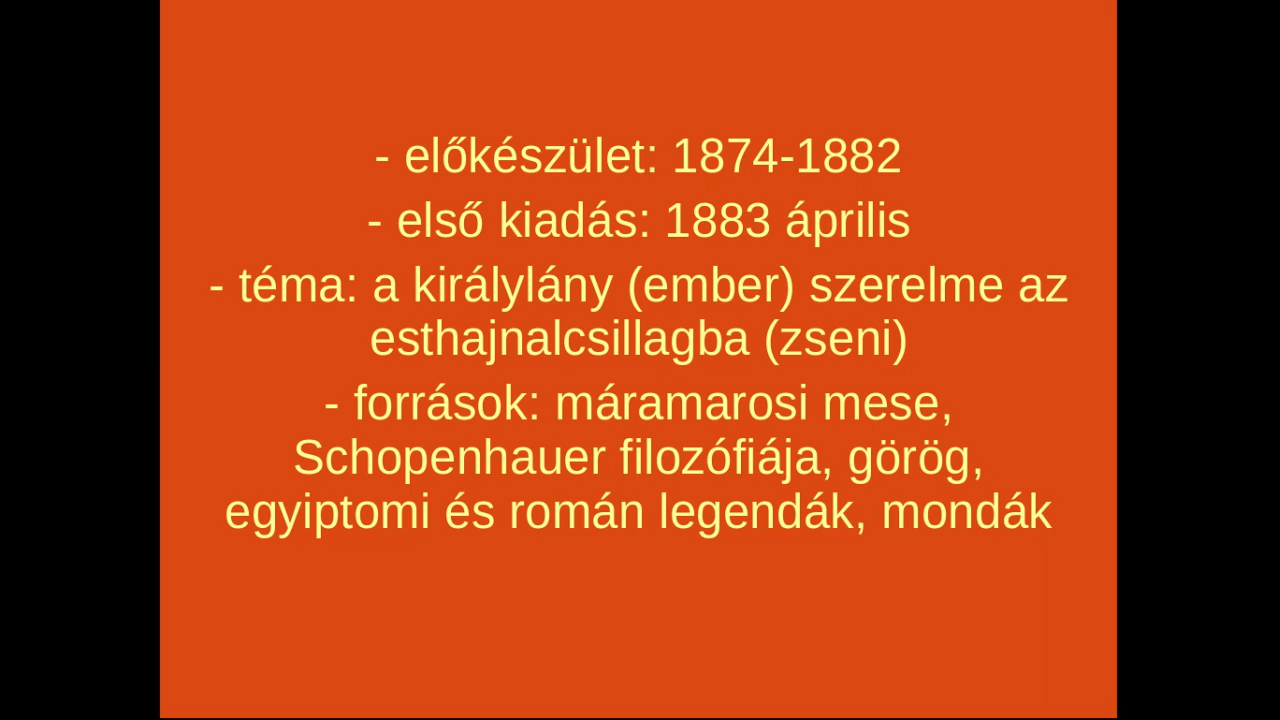 - előkészület: 1874-1882
- első kiadás: 1883 április
- téma: a királylány (ember) szerelme az
esthajnalcsillagba (zseni)
- források: máramarosi mese,
Schopenhauer filozófiája, görög,
egyiptomi és román legendák, mondák